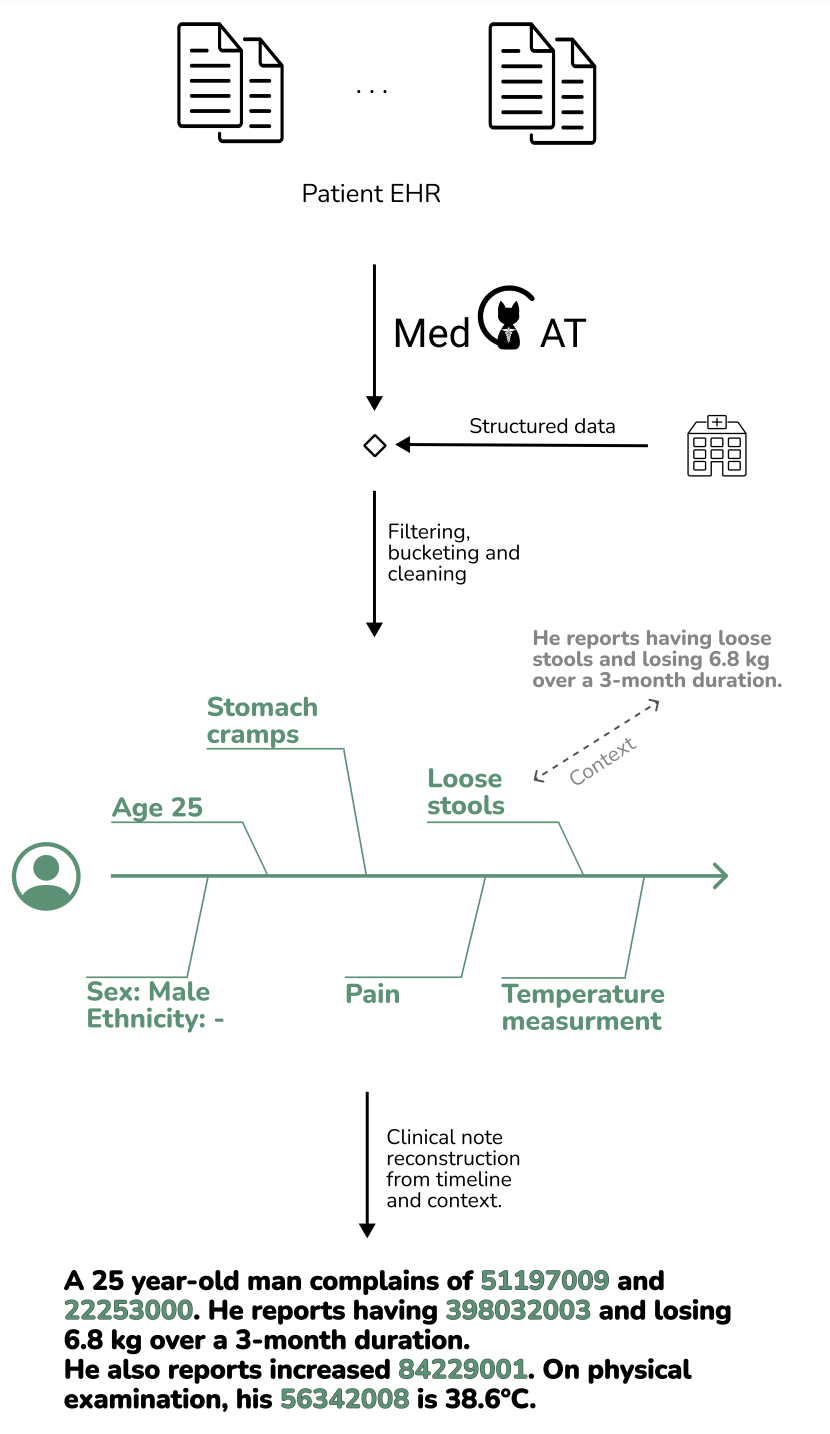 . . .
Patient EHR
Med AT
Structured data
Filtering,
bucketing and
cleaning
He reports having loose
stools and losing 6.8 kg
over a 3-month duration.
Context
Stomach
cramps
Loose
stools
Age 25
Sex: Male
Ethnicity: -
Pain
Temperature
measurment
Clinical note
reconstruction
from timeline
and context.
A 25 year-old man complains of 51197009 and
22253000. He reports having 398032003 and losing
6.8 kg over a 3-month duration.
He also reports increased 84229001. On physical
examination, his 56342008 is 38.6°C.